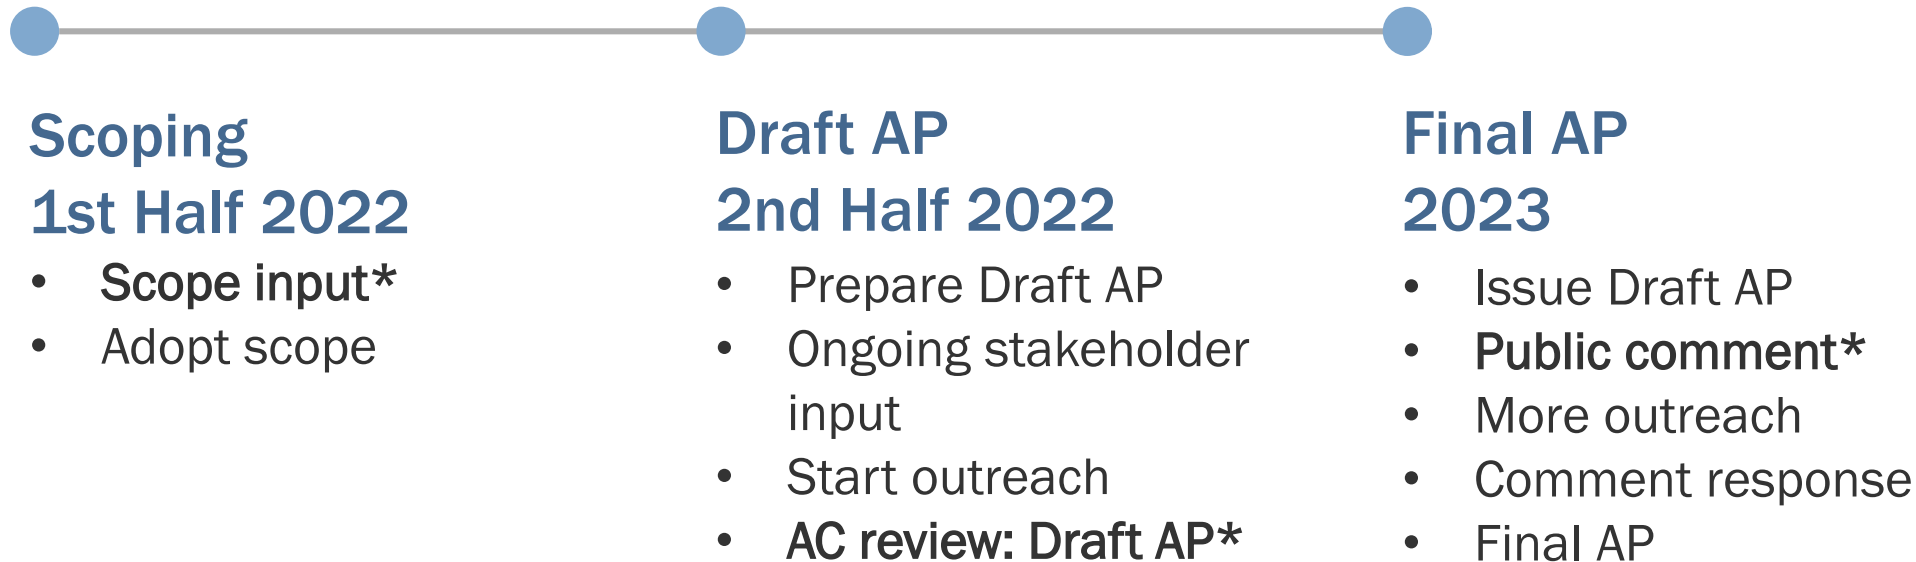 Scoping
1st Half 2022
• Scope input*
• Adopt scope
Draft AP
2nd Half 2022
• Prepare Draft AP
• Ongoing stakeholder
input
• Start outreach
• AC review: Draft AP*
Final AP
2023
• Issue Draft AP
• Public comment*
• More outreach
• Comment response
• Final AP